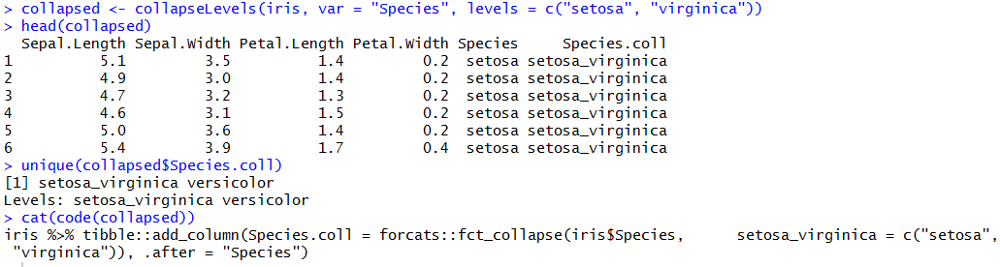 > collapsed <- collapseLevels(iris, var = "Species", levels = c("setosa", "virginica"))
> head(collapsed)
  Sepal.Length Sepal.Width Petal.Length Petal.Width Species     Species.coll
1          5.1         3.5          1.4         0.2  setosa setosa_virginica
2          4.9         3.0          1.4         0.2  setosa setosa_virginica
3          4.7         3.2          1.3         0.2  setosa setosa_virginica
4          4.6         3.1          1.5         0.2  setosa setosa_virginica
5          5.0         3.6          1.4         0.2  setosa setosa_virginica
6          5.4         3.9          1.7         0.4  setosa setosa_virginica
> unique(collapsed$Species.coll)
[1] setosa_virginica versicolor
Levels: setosa_virginica versicolor
> cat(code(collapsed))
iris %>% tibble::add_column(Species.coll = forcats::fct_collapse(iris$Species,      setosa_virginica = c("setosa",
 "virginica")), .after = "Species")